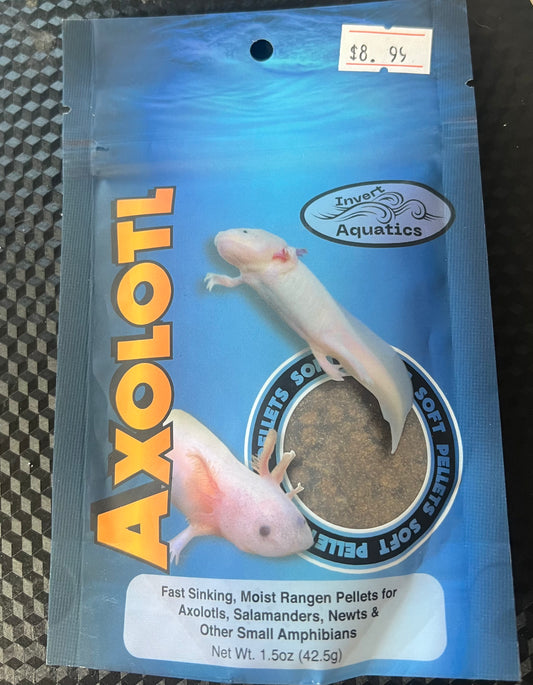 $8.99
Invert
Aquatics
AXOLOTL
SOFT PELLETS SOFT PELLETS SOFT PELLETS
Fast Sinking, Moist Rangen Pellets for
Axolotls, Salamanders, Newts &
Other Small Amphibians
Net Wt. 1.5oz (42.5g)